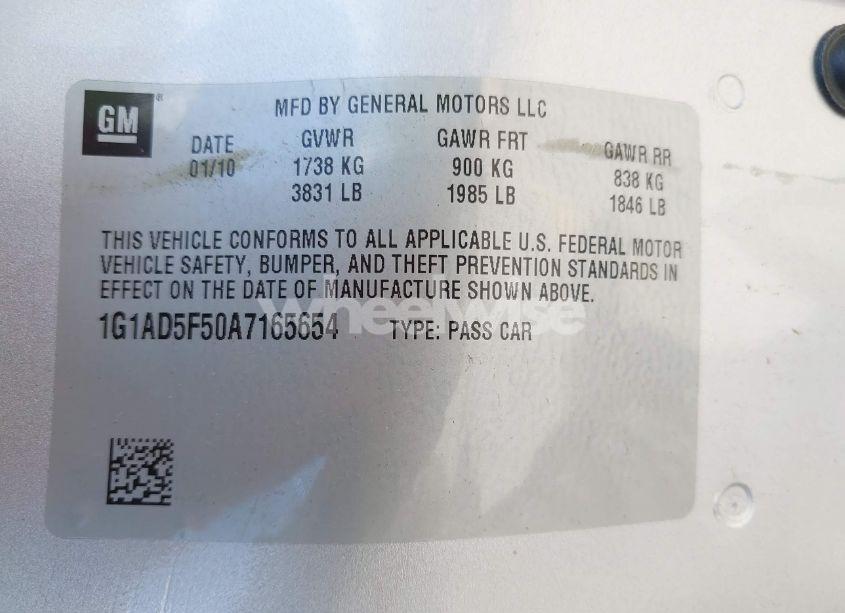 GM ®
MFD BY GENERAL MOTORS LLC
DATE GVWR GAWR FRT GAWR RR
01/10 1738 KG 900 KG 838 KG
3831 LB 1985 LB 1846 LB
THIS VEHICLE CONFORMS TO ALL APPLICABLE U.S. FEDERAL MOTOR
VEHICLE SAFETY, BUMPER, AND THEFT PREVENTION STANDARDS IN
EFFECT ON THE DATE OF MANUFACTURE SHOWN ABOVE.
1G1AD5F50A7165654 TYPE: PASS CAR
Wheelwise